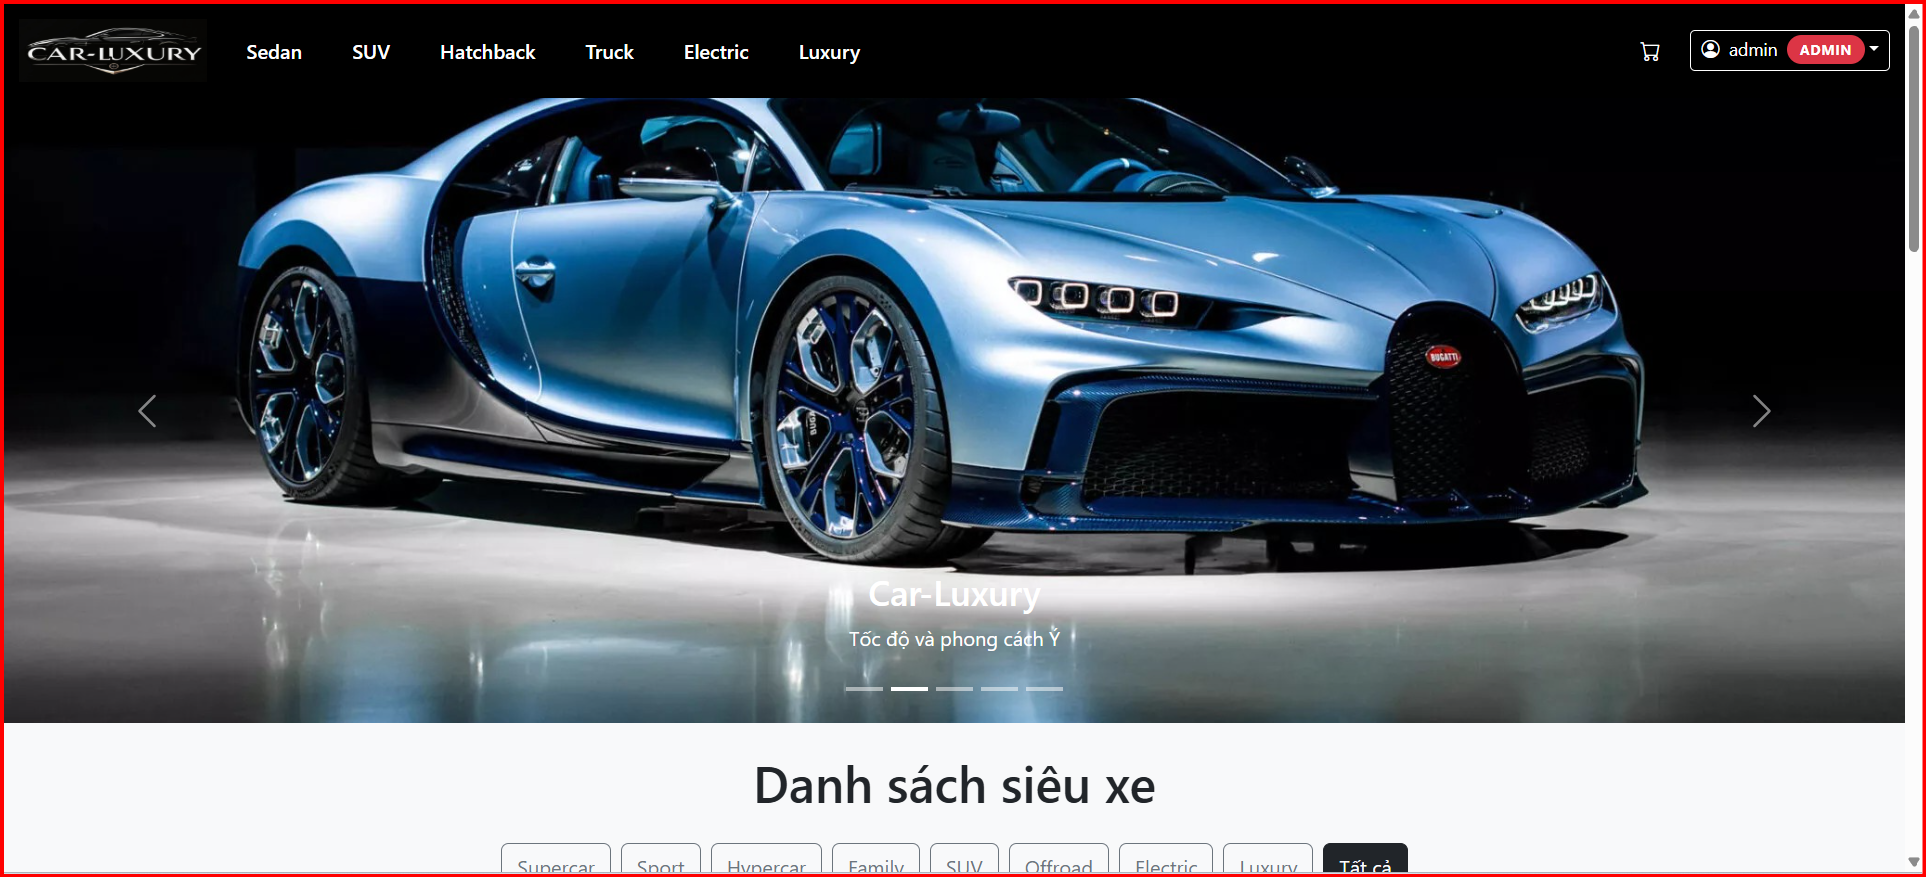 CAR-LUXURY
Sedan SUV Hatchback Truck Electric Luxury
admin ADMIN
BUGATTI
Car-Luxury
Tốc độ và phong cách Ý
Danh sách siêu xe
Supercar Sport Hypercar Family SUV Offroad Electric Luxury Tất cả